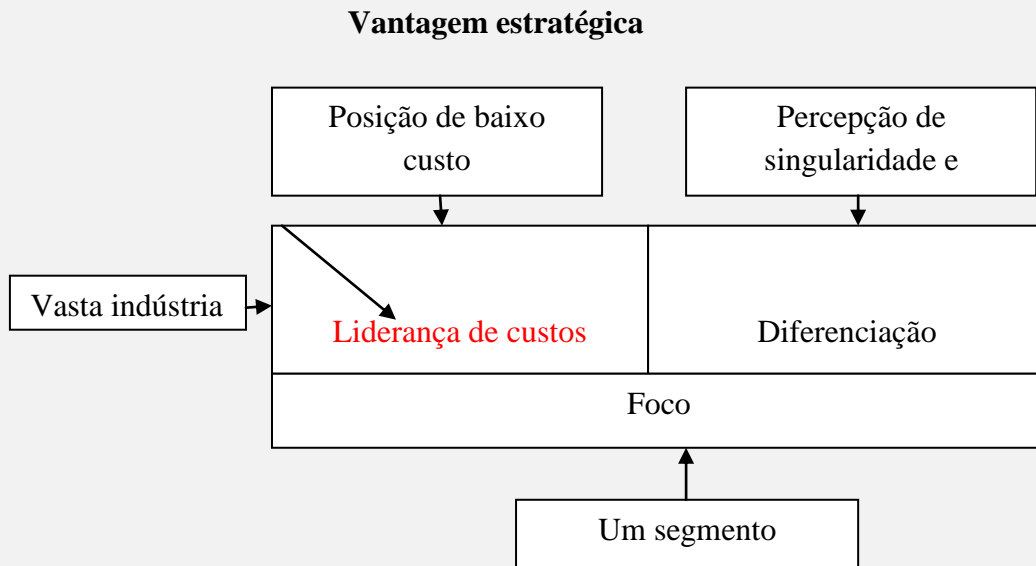 Vantagem estratégica
Posição de baixo
custo
Percepção de
singularidade e
Vasta indústria
Liderança de custos
Diferenciação
Foco
Um segmento